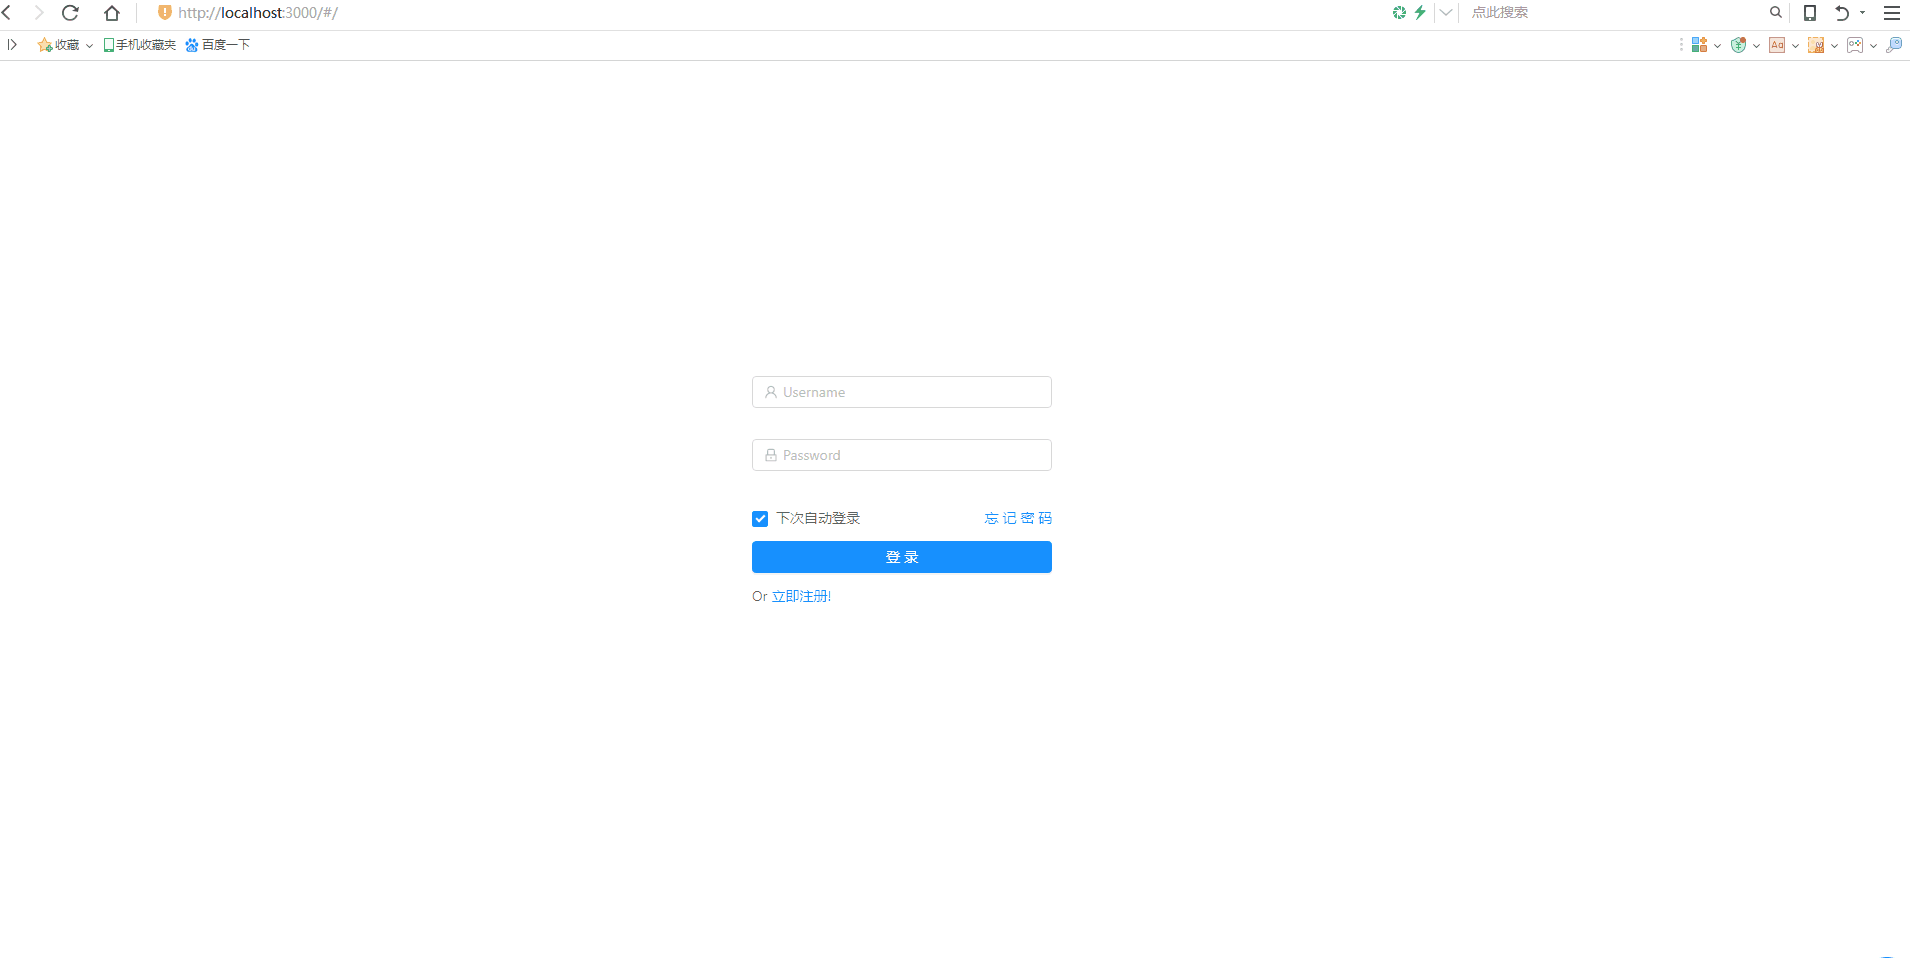 http://localhost:3000/#/
点此搜索
收藏 手机收藏夹 百度一下
Aa
Username
Password
下次自动登录 忘记密码
登录
Or 立即注册!